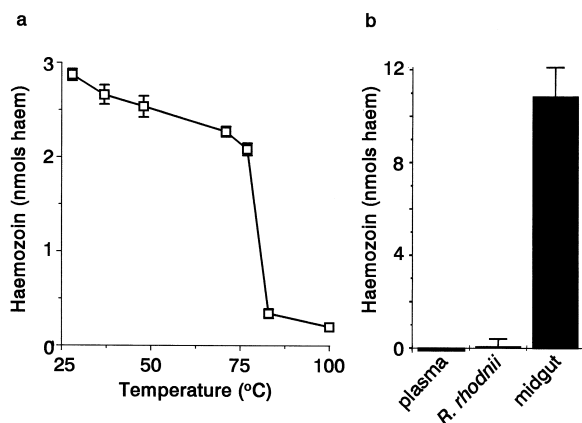 a
b
3
2
1
0
25
50
75
100
Haemozoin (nmols haem)
Temperature (ºC)
12
8
4
0
Haemozoin (nmols haem)
plasma
R. rhodnii
midgut